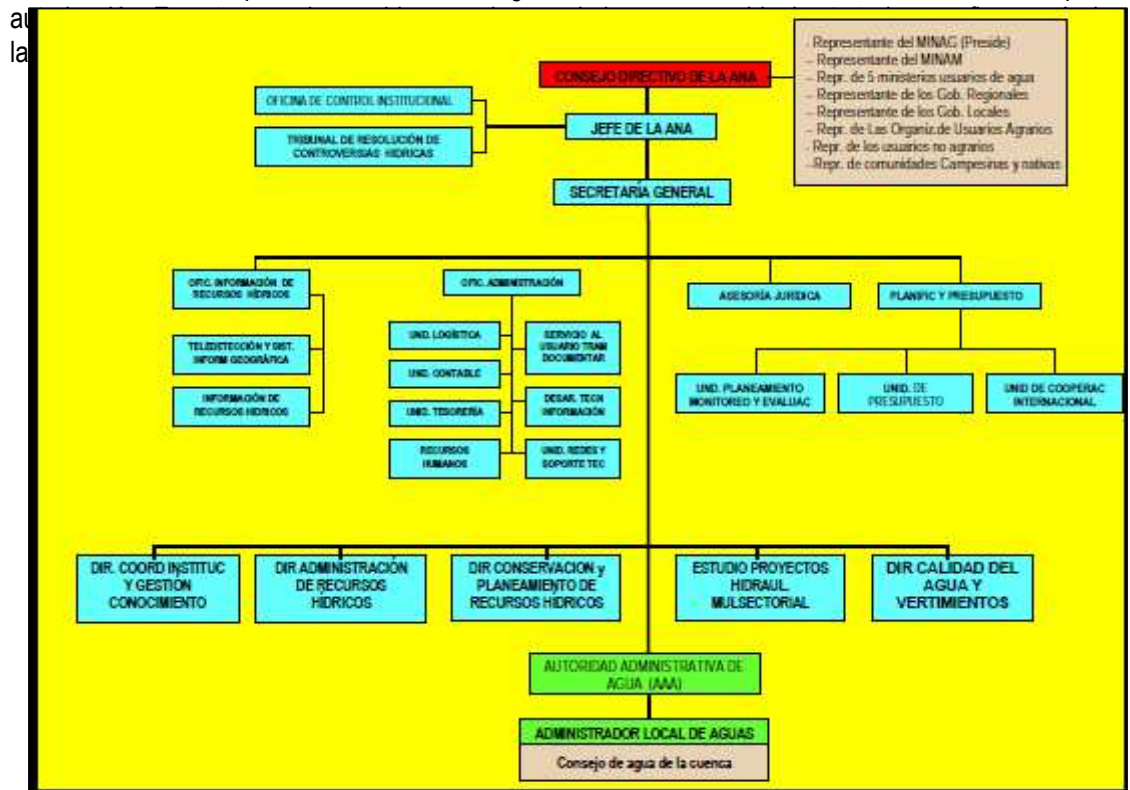 au
la
CONSEJO DIRECTIVO DE LA ANA
- Representante del MINAG (Preside)
– Representante del MINAM
– Repr. de 5 ministerios usuarios de agua
– Representante de los Gob. Regionales
– Representante de los Gob. Locales
– Repr. de Las Organiz.de Usuarios Agrarios
- Repr. de los usuarios no agrarios
– Repr. de comunidades Campesinas y nativas
OFICINA DE CONTROL INSTITUCIONAL
TRIBUNAL DE RESOLUCIÓN DE
CONTROVERSIAS HIDRICAS
JEFE DE LA ANA
SECRETARÍA GENERAL
OFIC. INFORMACIÓN DE
RECURSOS HÍDRICOS
TELEDETECCIÓN Y SIST.
INFORM GEOGRÁFICA
INFORMACIÓN DE
RECURSOS HIDRICOS
OFIC. ADMINISTRACIÓN
UND. LOGÍSTICA
UND. CONTABLE
UNID. TESORERÍA
RECURSOS
HUMANOS
SERVICIO AL
USUARIO TRAM
DOCUMENTAR
DESAR. TECN
INFORMACIÓN
UNID. REDES Y
SOPORTE TEC
ASESORÍA JURÍDICA
PLANIFIC Y PRESUPUESTO
UND. PLANEAMIENTO
MONITOREO Y EVALUAC
UNID. DE
PRESUPUESTO
UNID DE COOPERAC
INTERNACIONAL
DIR. COORD INSTITUC
Y GESTIÓN
CONOCIMIENTO
DIR ADMINISTRACIÓN
DE RECURSOS
HÍDRICOS
DIR CONSERVACION y
PLANEAMIENTO DE
RECURSOS HÍDRICOS
ESTUDIO PROYECTOS
HIDRAUL.
MULSECTORIAL
DIR CALIDAD DEL
AGUA Y
VERTIMIENTOS
AUTORIDAD ADMINISTRATIVA DE
AGUA (AAA)
ADMINISTRADOR LOCAL DE AGUAS
Consejo de agua de la cuenca